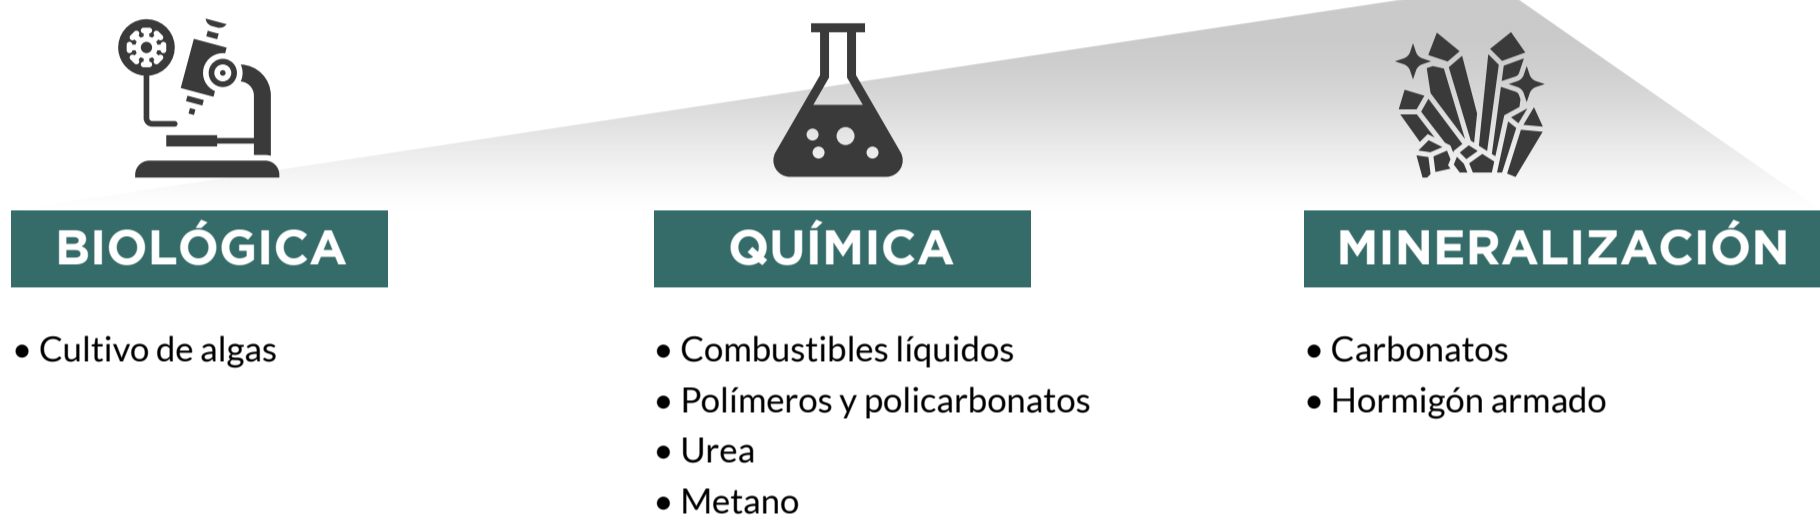 BIOLÓGICA
• Cultivo de algas
QUÍMICA
• Combustibles líquidos
• Polímeros y policarbonatos
• Urea
• Metano
MINERALIZACIÓN
• Carbonatos
• Hormigón armado